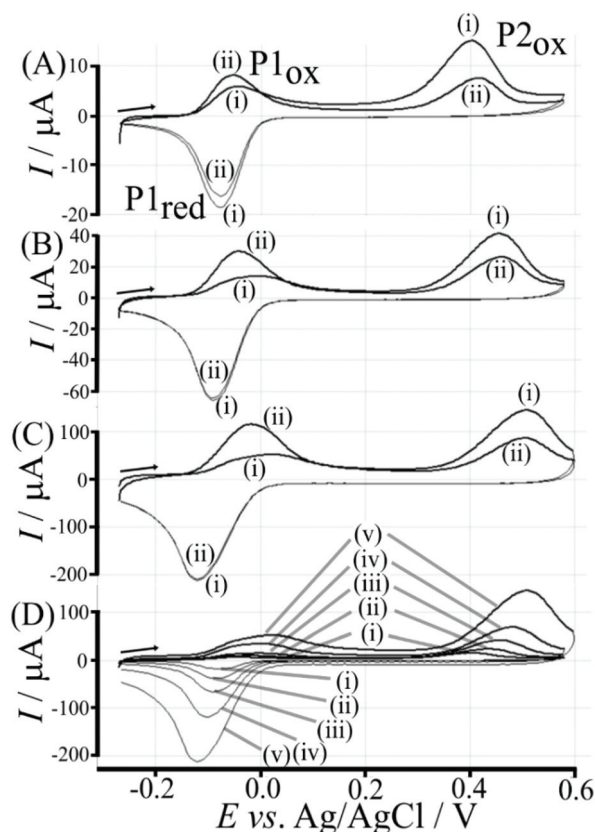 (A)
10
0
-10
-20
I / μA
(ii)
P1ox
(i)
(i)
P2ox
(ii)
(ii)
P1red
(i)
(B)
40
20
0
-20
-40
-60
I / μA
(ii)
(i)
(i)
(ii)
(ii)
(i)
(C)
100
0
-100
-200
I / μA
(ii)
(i)
(i)
(ii)
(ii)
(i)
(D)
100
0
-100
-200
I / μA
(v)
(iv)
(iii)
(ii)
(i)
(i)
(ii)
(iii)
(v) (iv)
-0.2 0.0 0.2 0.4 0.6
E vs. Ag/AgCl / V